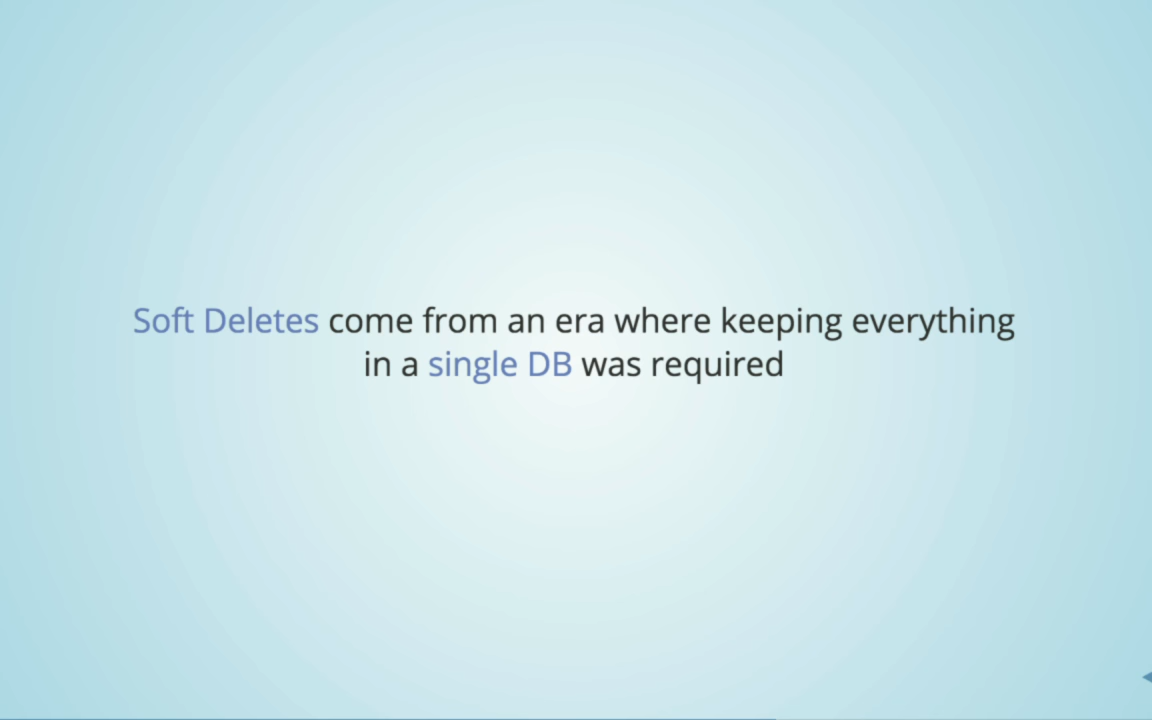 Soft Deletes come from an era where keeping everything
in a single DB was required